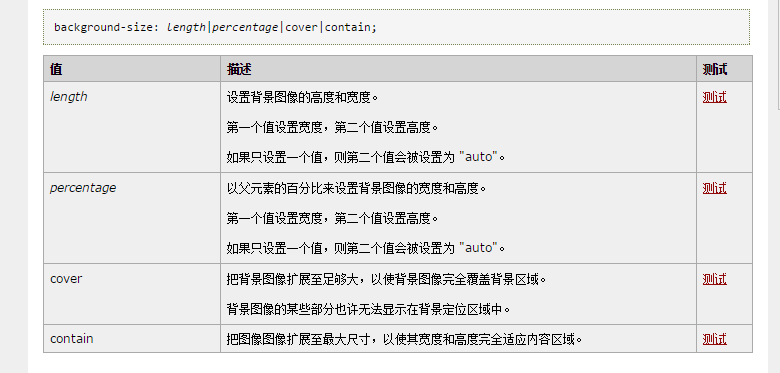 background-size: length|percentage|cover|contain;
值 描述 测试
length 设置背景图像的高度和宽度。 测试
第一个值设置宽度，第二个值设置高度。
如果只设置一个值，则第二个值会被设置为 "auto"。
percentage 以父元素的百分比来设置背景图像的宽度和高度。 测试
第一个值设置宽度，第二个值设置高度。
如果只设置一个值，则第二个值会被设置为 "auto"。
cover 把背景图像扩展至足够大，以使背景图像完全覆盖背景区域。 测试
背景图像的某些部分也许无法显示在背景定位区域中。
contain 把图像图像扩展至最大尺寸，以使其宽度和高度完全适应内容区域。 测试